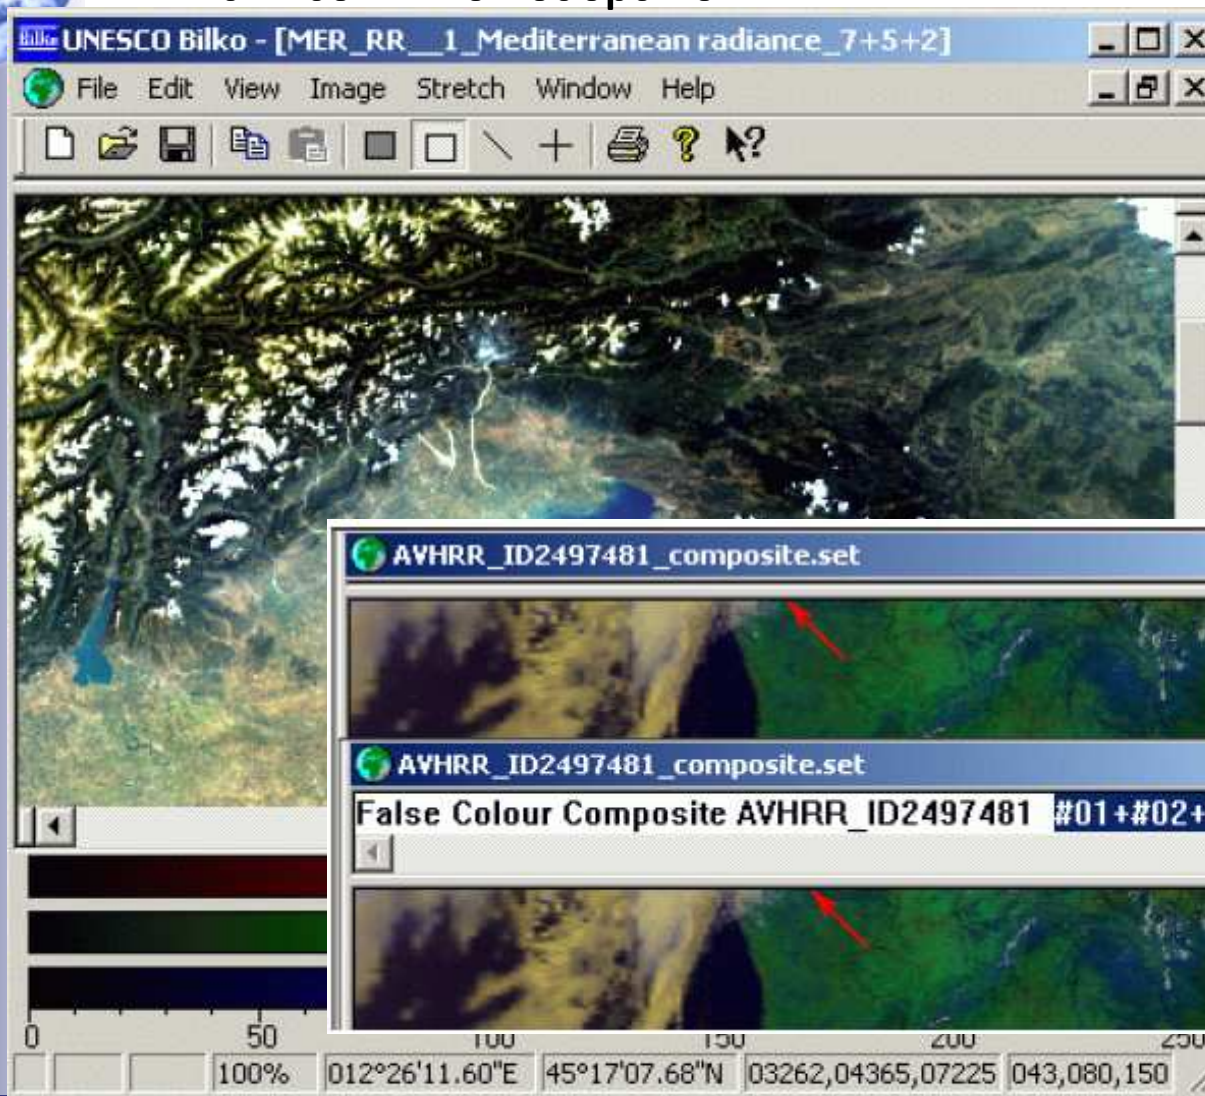 Bilko UNESCO Bilko - [MER_RR__1_Mediterranean radiance_7+5+2]
File Edit View Image Stretch Window Help
AVHRR_ID2497481_composite.set
AVHRR_ID2497481_composite.set
False Colour Composite AVHRR_ID2497481 #01+#02+
0 50 100 150 200 250
100% 012°26'11.60"E 45°17'07.68"N 03262,04365,07225 043,080,150